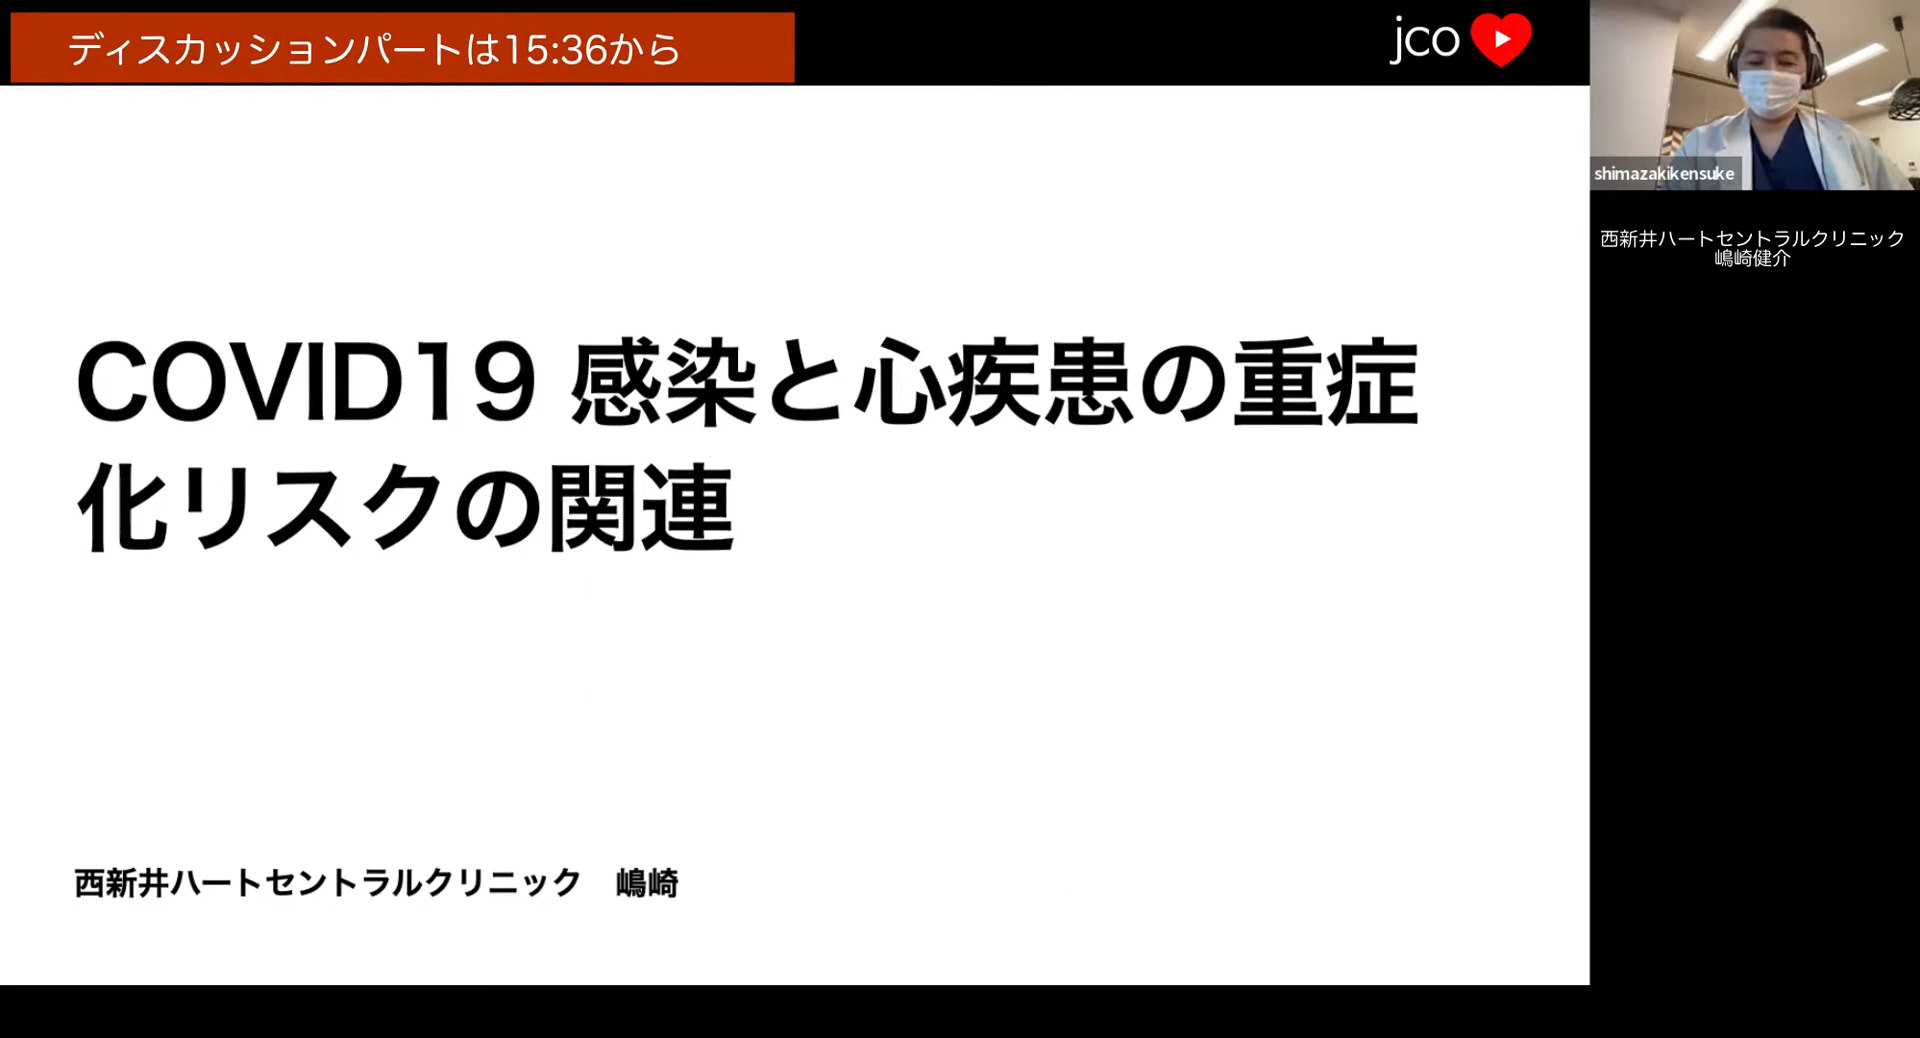 ディスカッションパートは15:36から
jco
COVID19 感染と心疾患の重症
化リスクの関連
西新井ハートセントラルクリニック　嶋崎
shimazakikensuke
西新井ハートセントラルクリニック
嶋崎健介